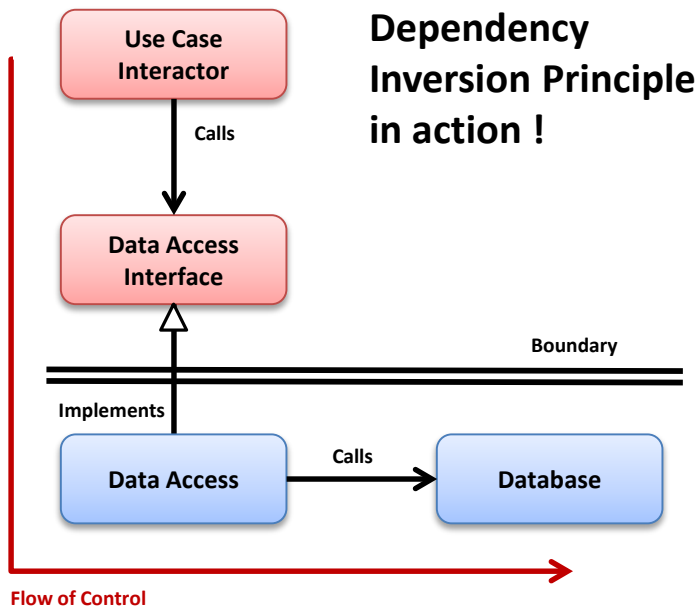 Use Case
Interactor
Dependency
Inversion Principle
in action !
Calls
Data Access
Interface
Boundary
Implements
Data Access
Calls
Database
Flow of Control